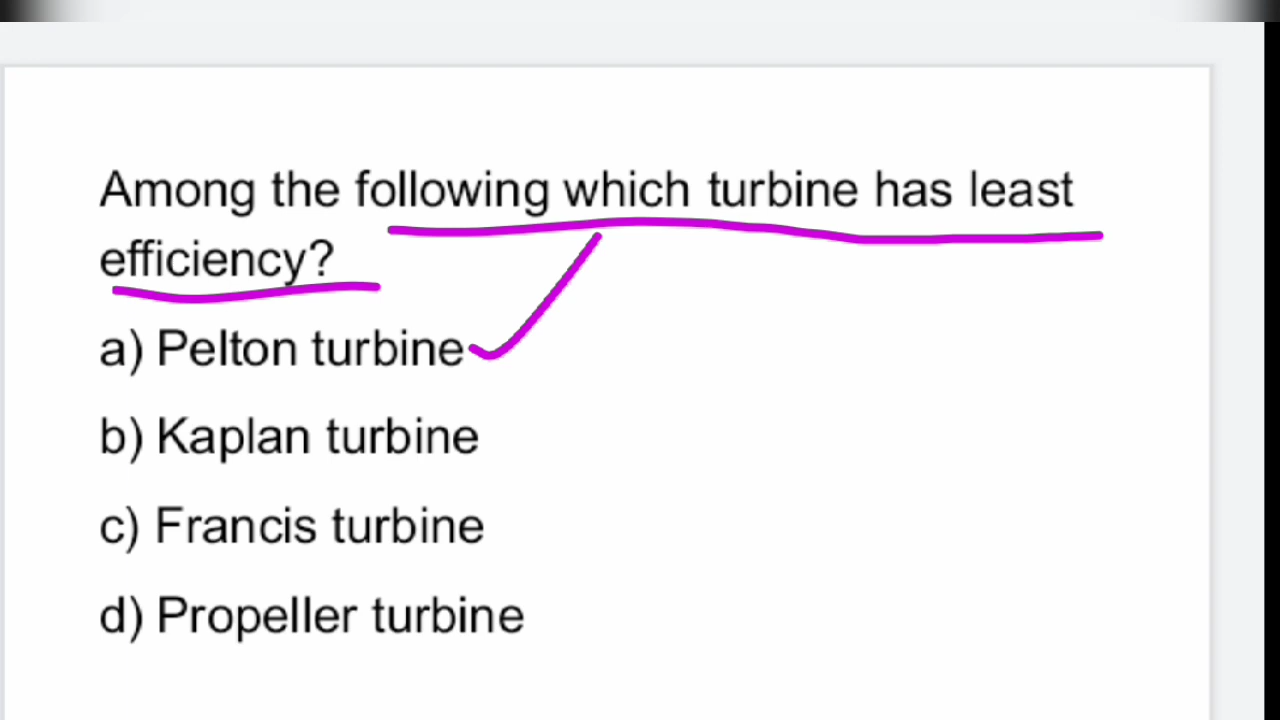 Among the following which turbine has least
efficiency?
a) Pelton turbine
b) Kaplan turbine
c) Francis turbine
d) Propeller turbine